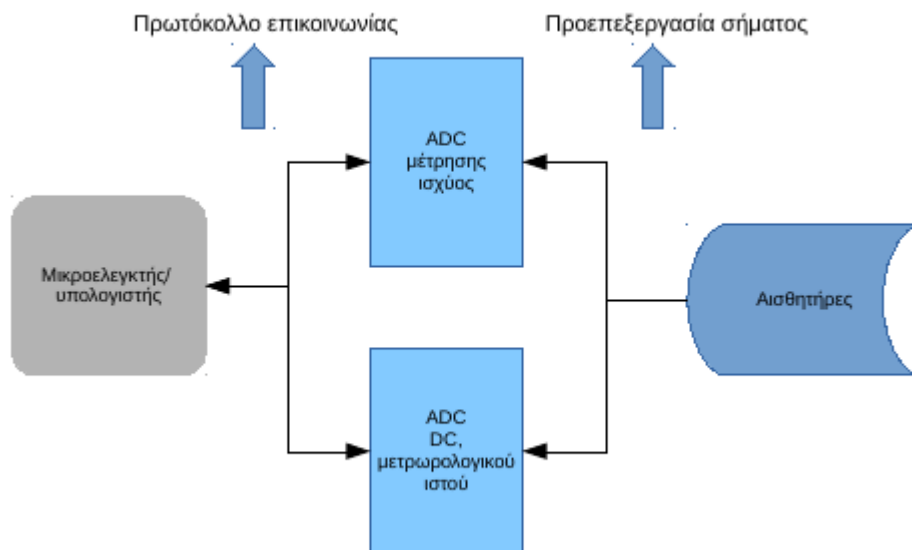 Πρωτόκολλο επικοινωνίας
Προεπεξεργασία σήματος
ADC
μέτρησης
ισχύος
Μικροελεγκτής/
υπολογιστής
Αισθητήρες
ADC
DC,
μετρωρολογικού
ιστού